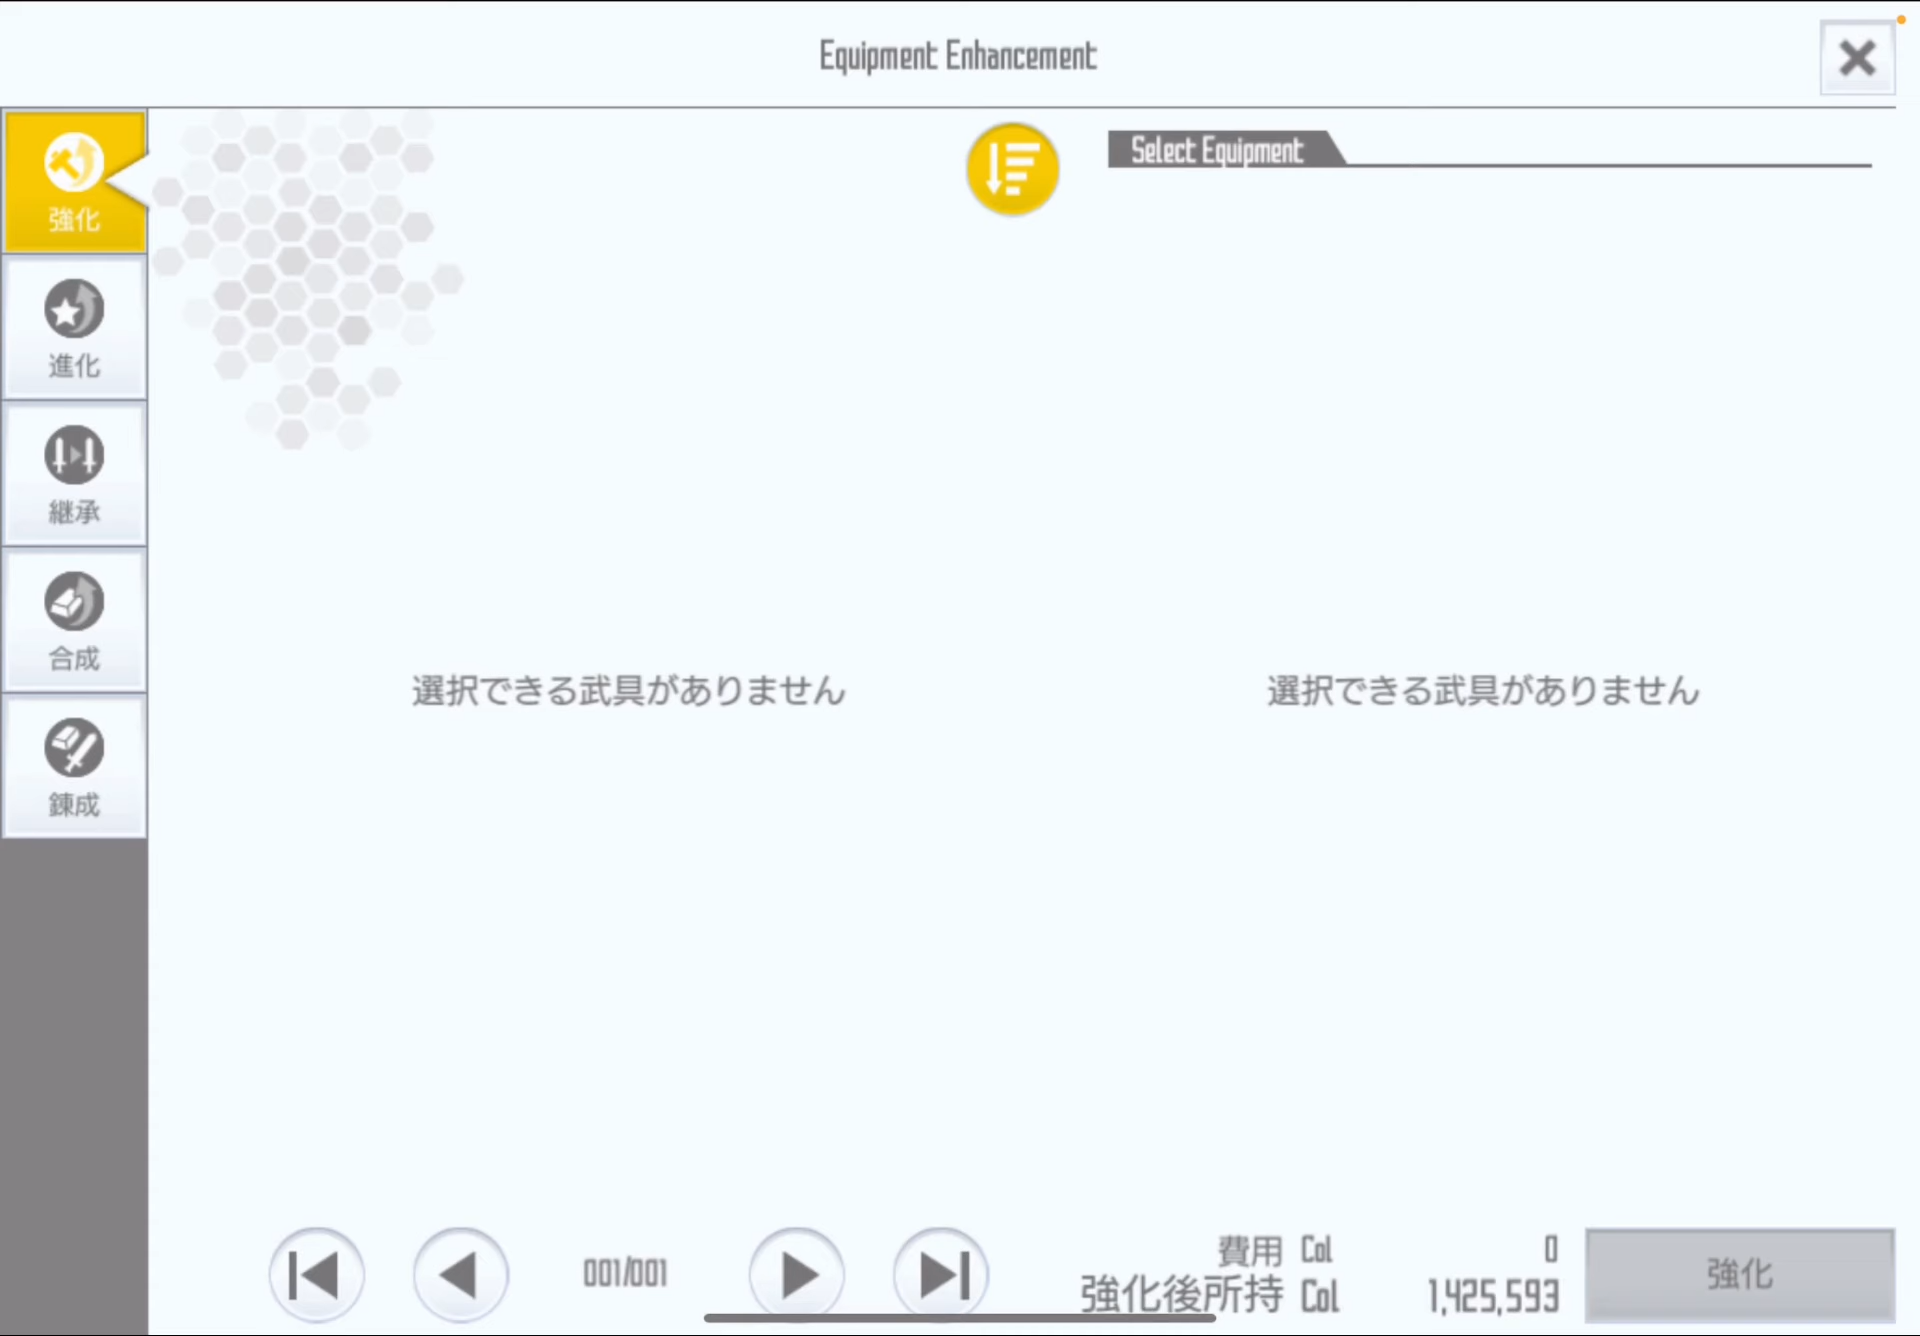 Equipment Enhancement
強化
進化
継承
合成
錬成
Select Equipment
選択できる武具がありません
選択できる武具がありません
001/001
費用 Col 0
強化後所持 Col 1,425,593
強化